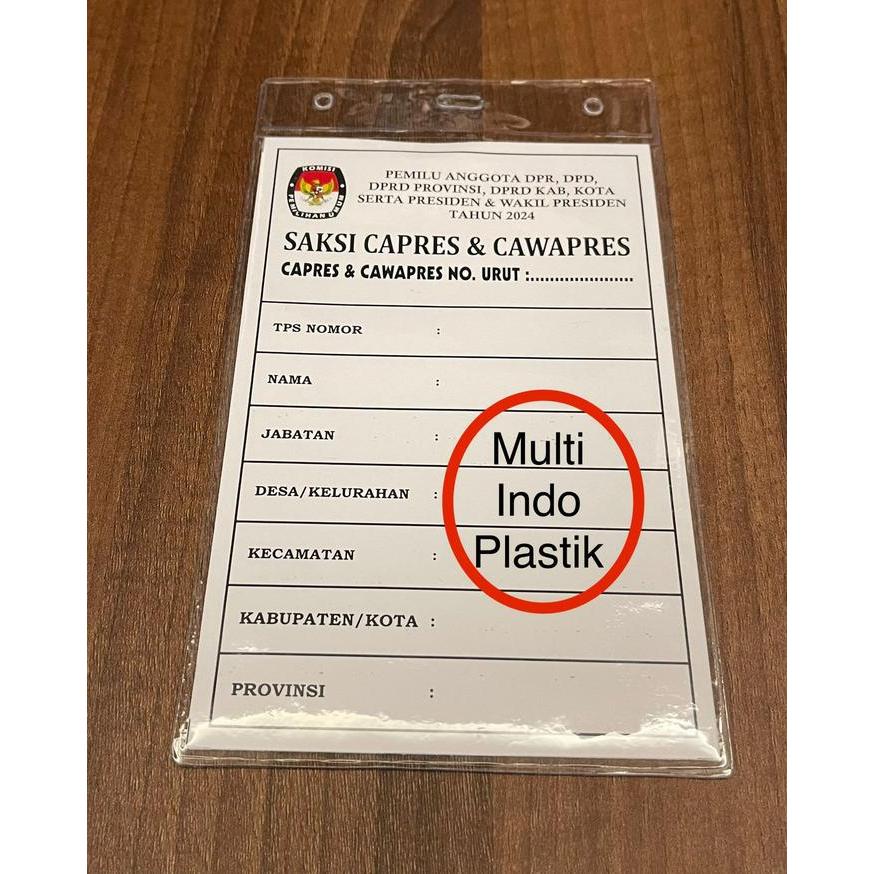 KOMISI
PEMILIHAN UMUM
PEMILU ANGGOTA DPR, DPD,
DPRD PROVINSI, DPRD KAB, KOTA
SERTA PRESIDEN & WAKIL PRESIDEN
TAHUN 2024
SAKSI CAPRES & CAWAPRES
CAPRES & CAWAPRES NO. URUT :......................
TPS NOMOR :
NAMA :
JABATAN :
DESA/KELURAHAN :
KECAMATAN :
KABUPATEN/KOTA :
PROVINSI :
Multi
Indo
Plastik